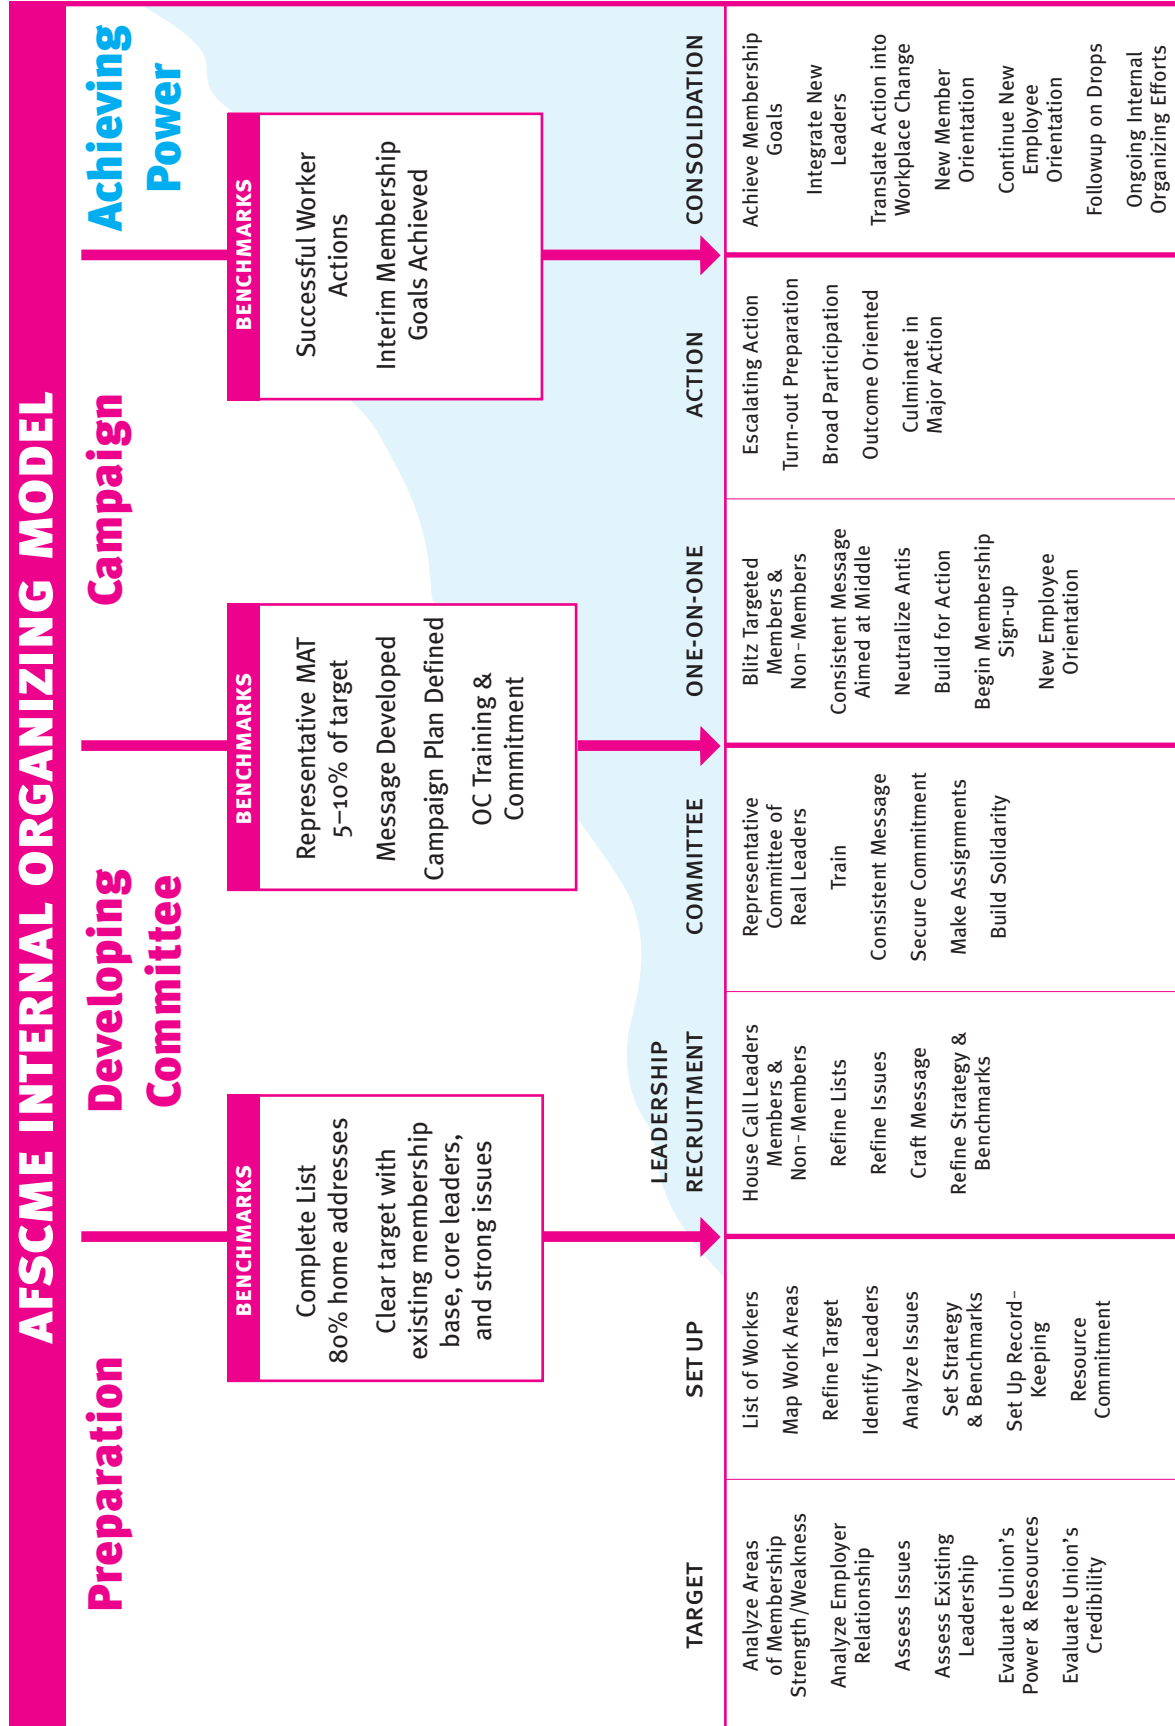 AFSCME INTERNAL ORGANIZING MODEL
Preparation
Developing
Committee
Campaign
Achieving
Power
BENCHMARKS
Complete List
80% home addresses
Clear target with
existing membership
base, core leaders,
and strong issues
BENCHMARKS
Representative MAT
5–10% of target
Message Developed
Campaign Plan Defined
OC Training &
Commitment
BENCHMARKS
Successful Worker
Actions
Interim Membership
Goals Achieved
TARGET
Analyze Areas
of Membership
Strength/Weakness
Analyze Employer
Relationship
Assess Issues
Assess Existing
Leadership
Evaluate Union's
Power & Resources
Evaluate Union's
Credibility
SET UP
List of Workers
Map Work Areas
Refine Target
Identify Leaders
Analyze Issues
Set Strategy
& Benchmarks
Set Up Record-
Keeping
Resource
Commitment
LEADERSHIP
RECRUITMENT
House Call Leaders
Members &
Non-Members
Refine Lists
Refine Issues
Craft Message
Refine Strategy &
Benchmarks
COMMITTEE
Representative
Committee of
Real Leaders
Train
Consistent Message
Secure Commitment
Make Assignments
Build Solidarity
ONE-ON-ONE
Blitz Targeted
Members &
Non-Members
Consistent Message
Aimed at Middle
Neutralize Antis
Build for Action
Begin Membership
Sign-up
New Employee
Orientation
ACTION
Escalating Action
Turn-out Preparation
Broad Participation
Outcome Oriented
Culminate in
Major Action
CONSOLIDATION
Achieve Membership
Goals
Integrate New
Leaders
Translate Action into
Workplace Change
New Member
Orientation
Continue New
Employee
Orientation
Followup on Drops
Ongoing Internal
Organizing Efforts